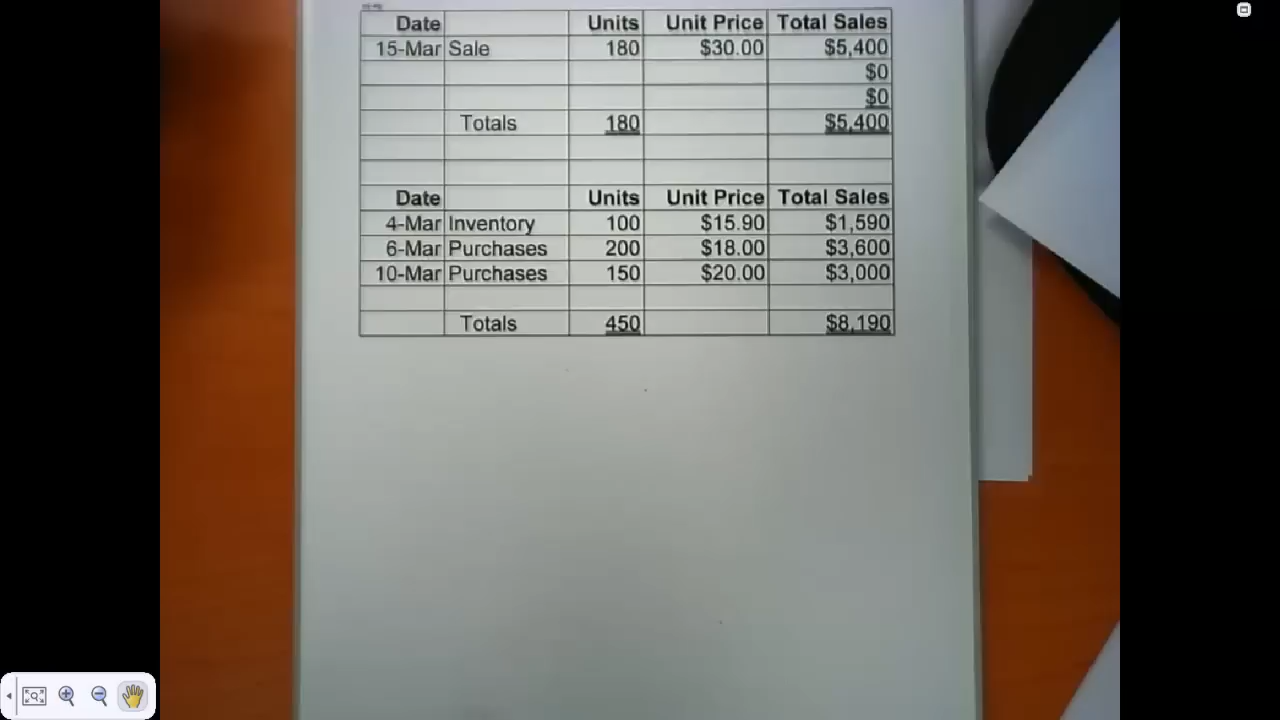 Date Units Unit Price Total Sales
15-Mar Sale 180 $30.00 $5,400
$0
$0
Totals 180 $5,400
Date Units Unit Price Total Sales
4-Mar Inventory 100 $15.90 $1,590
6-Mar Purchases 200 $18.00 $3,600
10-Mar Purchases 150 $20.00 $3,000
Totals 450 $8,190